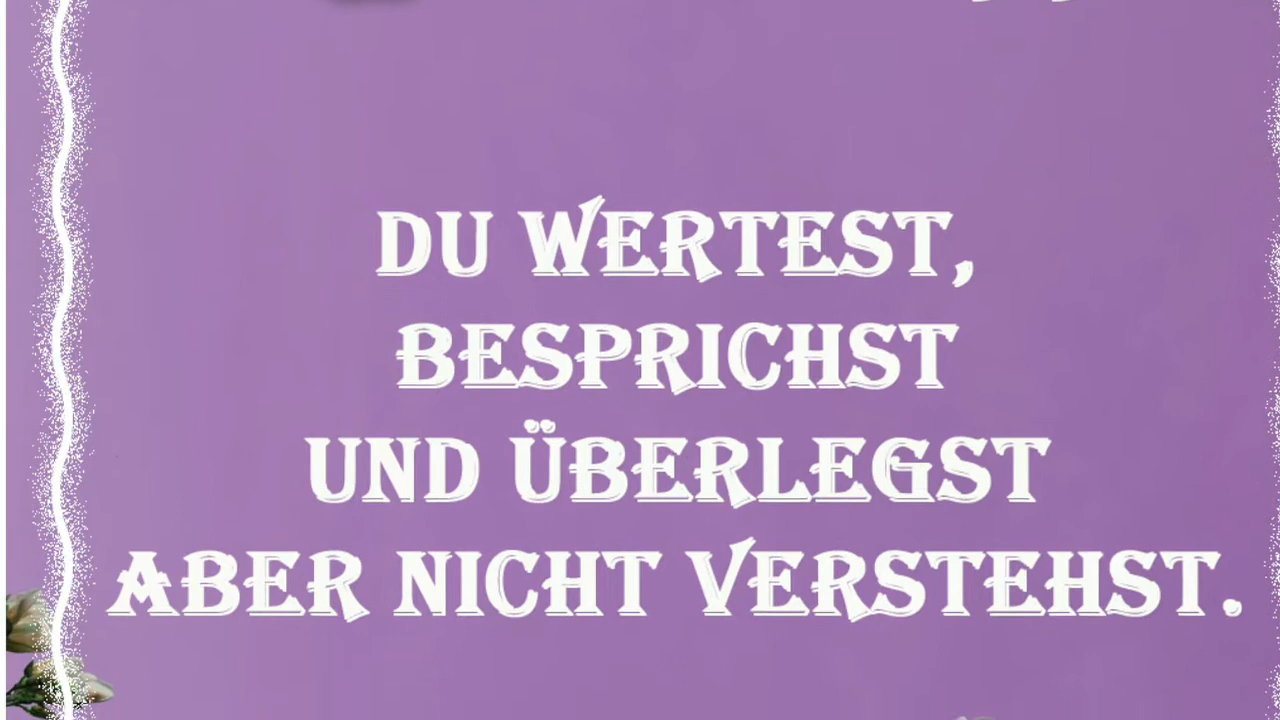 DU WERTEST,
BESPRICHST
UND ÜBERLEGST
ABER NICHT VERSTEHST.